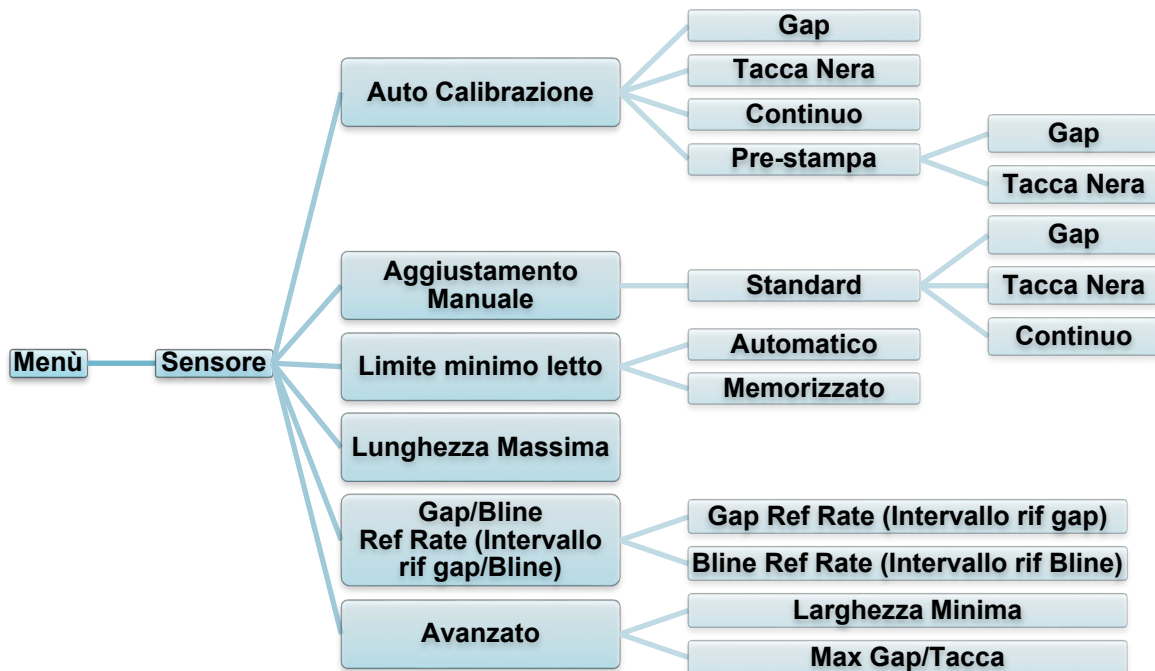 Menù
Sensore
Auto Calibrazione
Gap
Tacca Nera
Continuo
Pre-stampa
Gap
Tacca Nera
Aggiustamento
Manuale
Standard
Gap
Tacca Nera
Continuo
Limite minimo letto
Automatico
Memorizzato
Lunghezza Massima
Gap/Bline
Ref Rate (Intervallo
rif gap/Bline)
Gap Ref Rate (Intervallo rif gap)
Bline Ref Rate (Intervallo rif Bline)
Avanzato
Larghezza Minima
Max Gap/Tacca